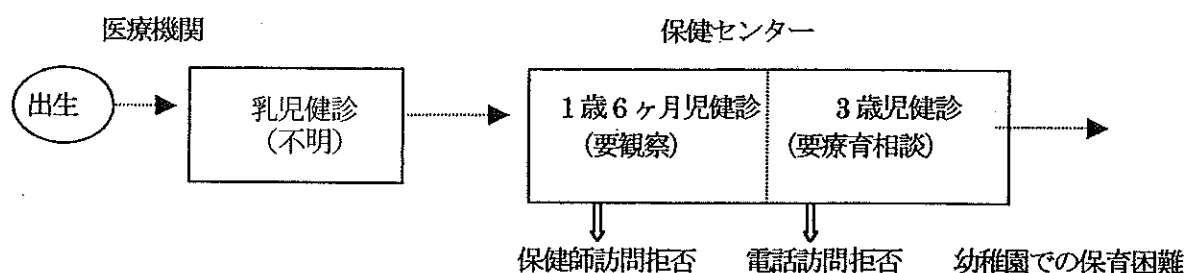 医療機関
保健センター
出生
乳児健診
(不明)
1歳6ヶ月児健診
(要観察)
3歳児健診
(要療育相談)
保健師訪問拒否
電話訪問拒否
幼稚園での保育困難